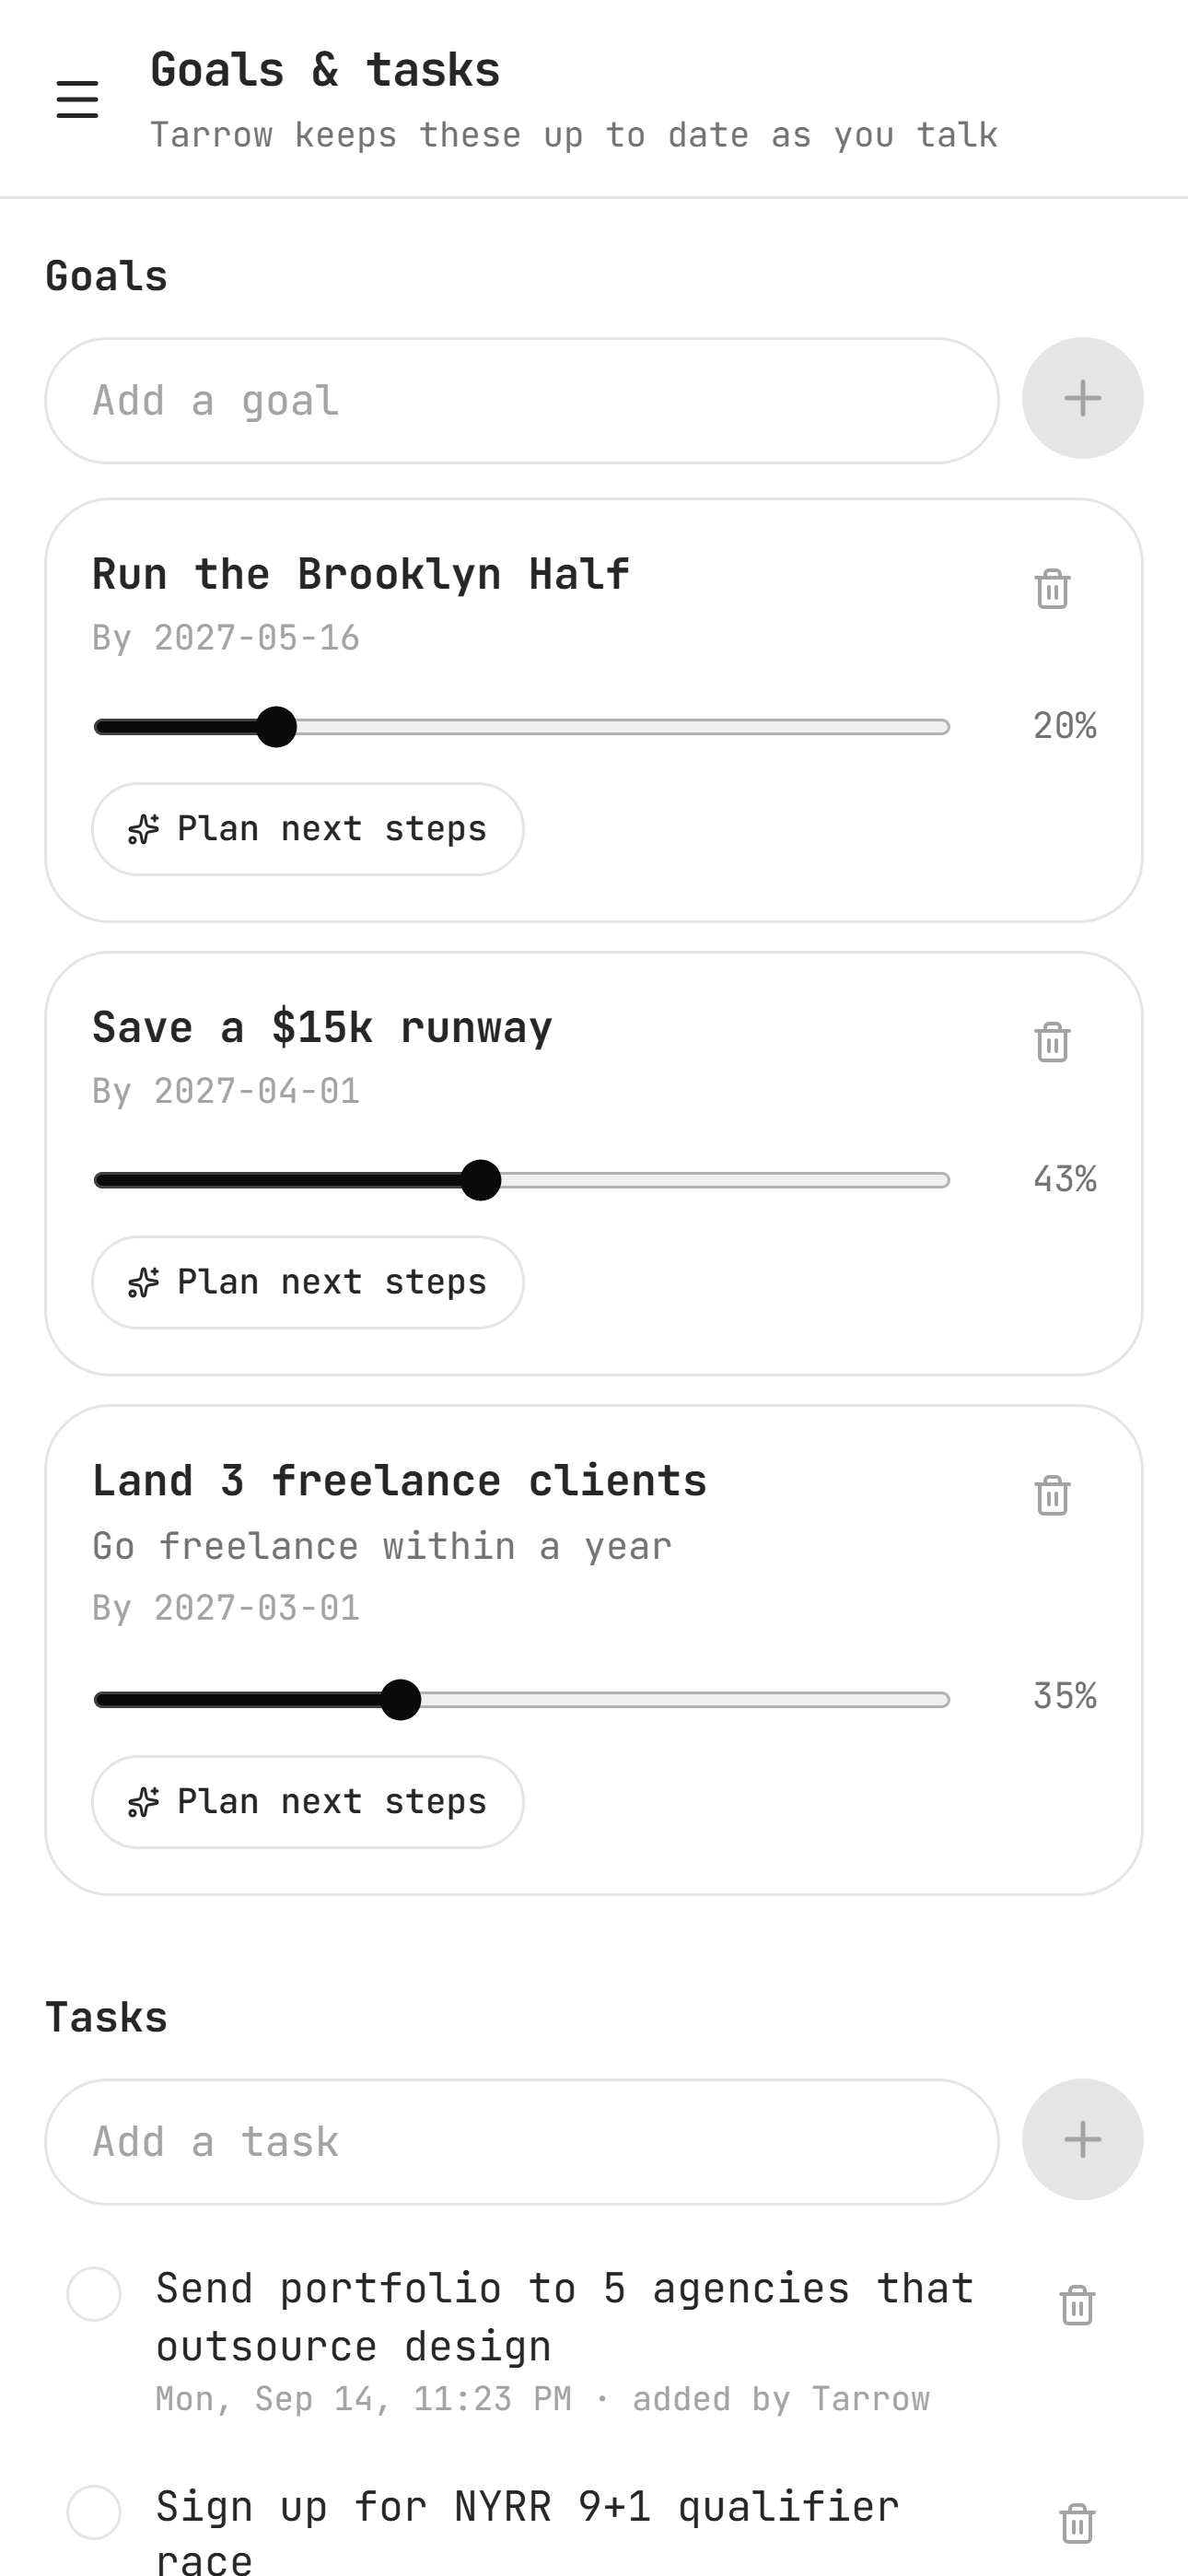 Goals & tasks
Tarrow keeps these up to date as you talk
Goals
Add a goal
Run the Brooklyn Half
By 2027-05-16
20%
Plan next steps
Save a $15k runway
By 2027-04-01
43%
Plan next steps
Land 3 freelance clients
Go freelance within a year
By 2027-03-01
35%
Plan next steps
Tasks
Add a task
Send portfolio to 5 agencies that
outsource design
Mon, Sep 14, 11:23 PM · added by Tarrow
Sign up for NYRR 9+1 qualifier
race